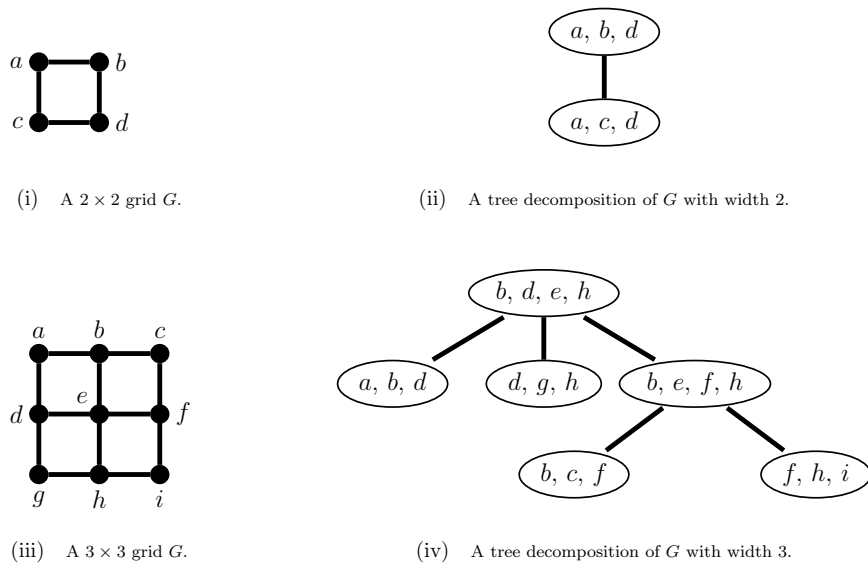 a, b, d
a b
c d
a, c, d
(i) A 2 × 2 grid G.
(ii) A tree decomposition of G with width 2.
b, d, e, h
a b c
d e f
g h i
a, b, d
d, g, h
b, e, f, h
b, c, f
f, h, i
(iii) A 3 × 3 grid G.
(iv) A tree decomposition of G with width 3.